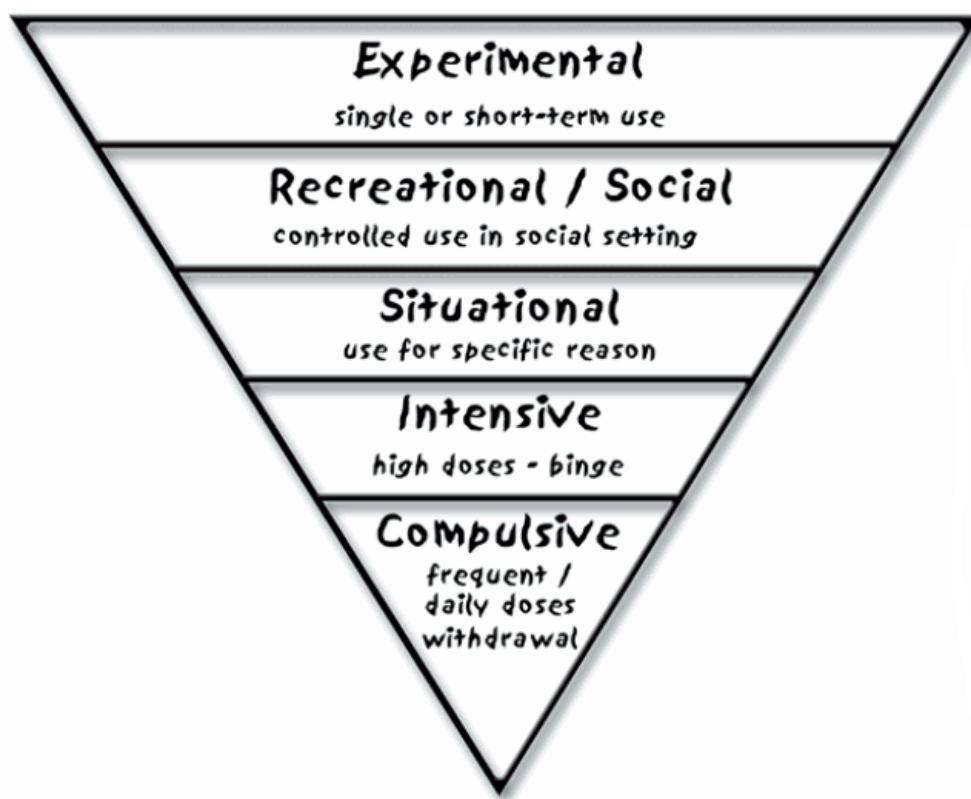 Experimental
single or short-term use
Recreational / Social
controlled use in social setting
Situational
use for specific reason
Intensive
high doses - binge
Compulsive
frequent /
daily doses
withdrawal